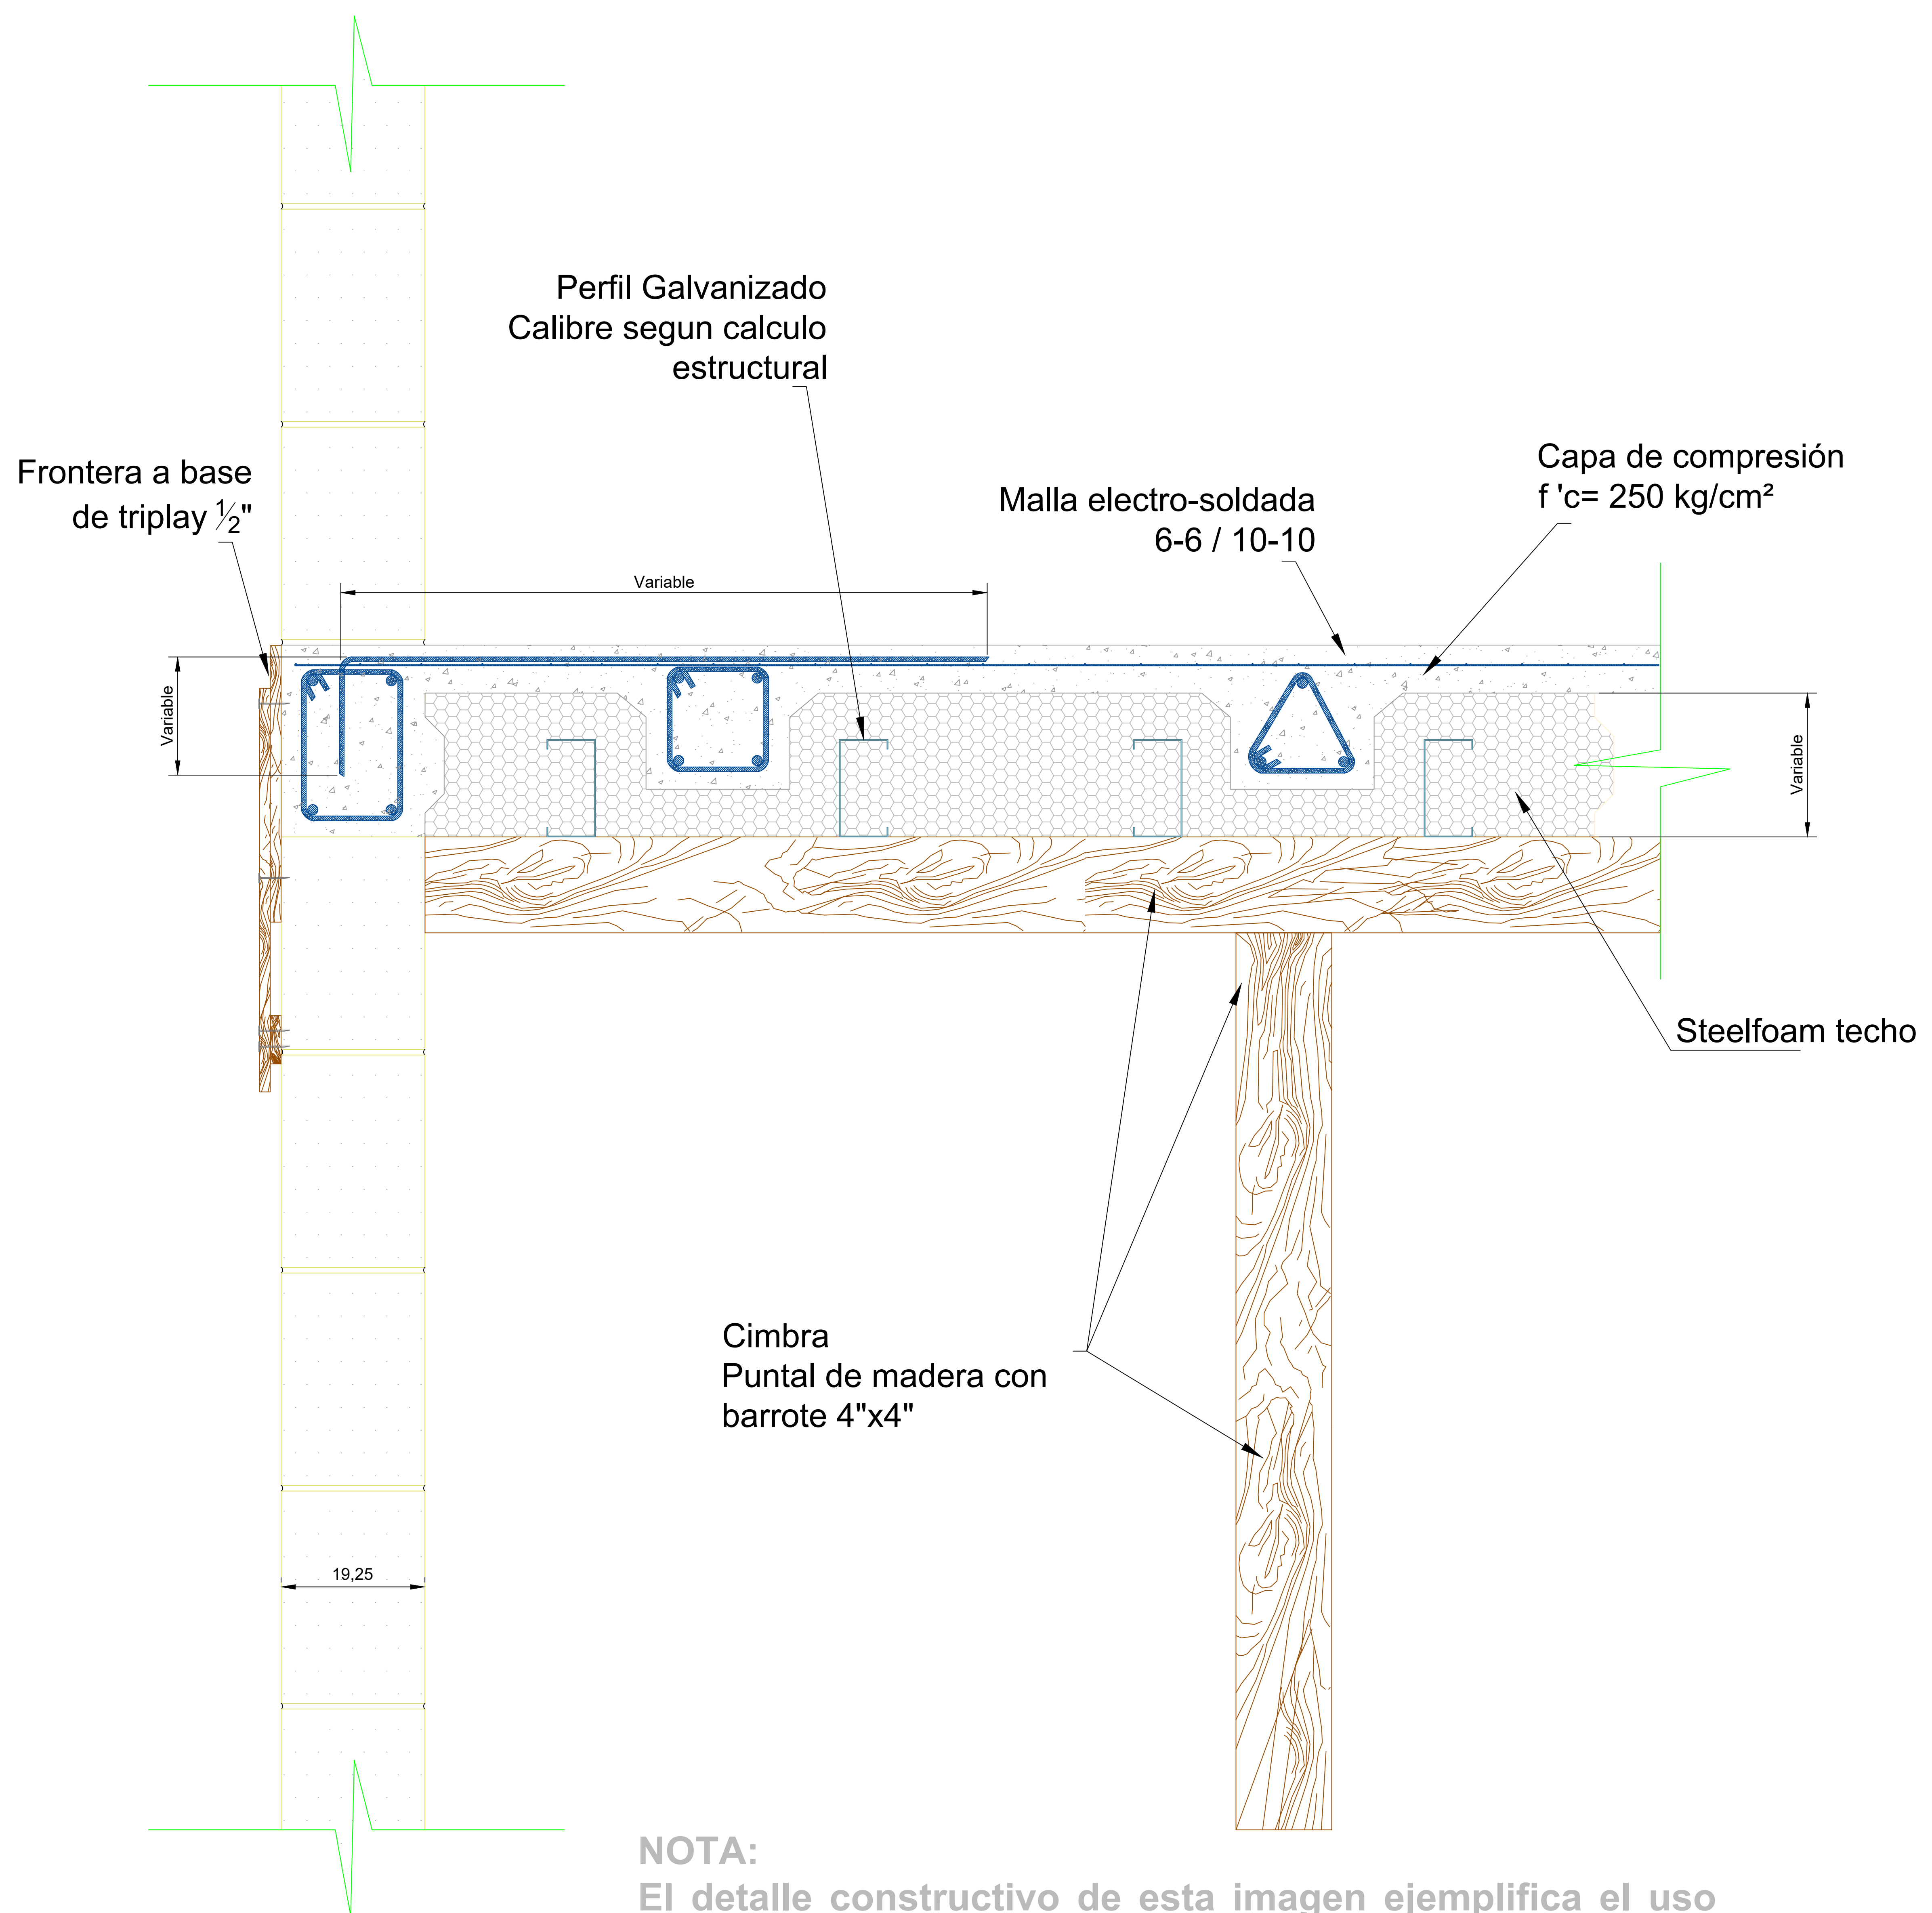 Perfil Galvanizado
Calibre segun calculo
estructural
Frontera a base
de triplay ½"
Malla electro-soldada
6-6 / 10-10
Capa de compresión
f 'c= 250 kg/cm²
Variable
Variable
Variable
Steelfoam techo
Cimbra
Puntal de madera con
barrote 4"x4"
19,25
NOTA:
El detalle constructivo de esta imagen ejemplifica el uso